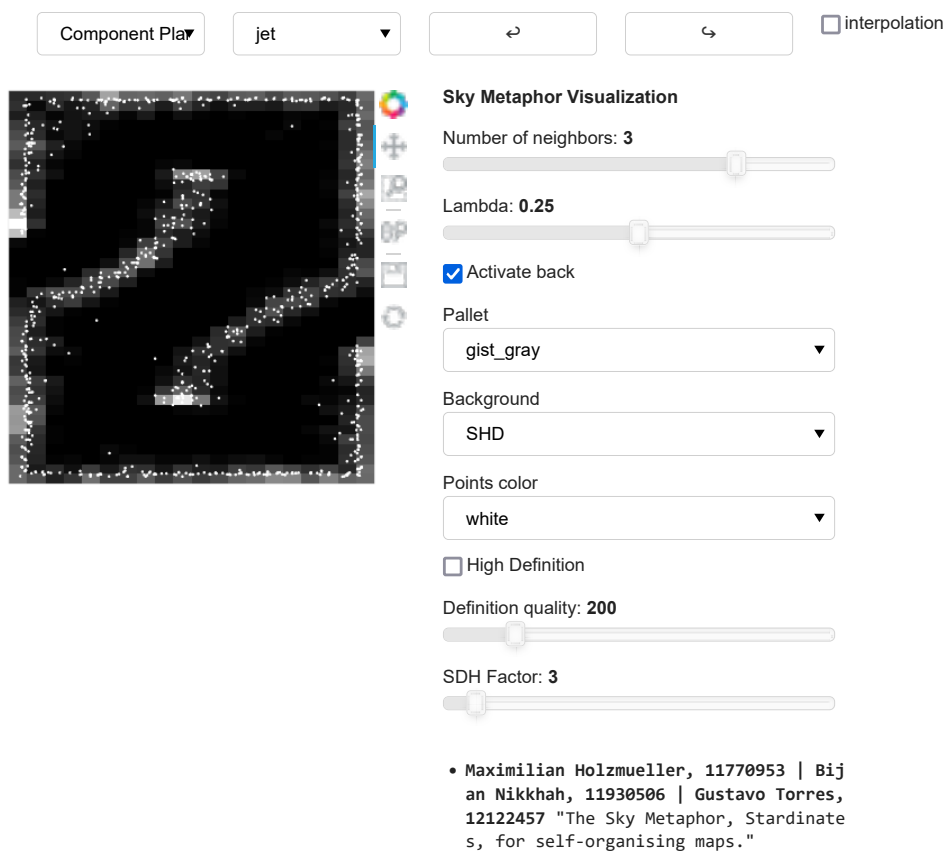 Component Plan
jet
↩
↪
interpolation
Sky Metaphor Visualization
Number of neighbors: 3
Lambda: 0.25
Activate back
Pallet
gist_gray
Background
SHD
Points color
white
High Definition
Definition quality: 200
SDH Factor: 3
• Maximilian Holzmueller, 11770953 | Bij
an Nikkhah, 11930506 | Gustavo Torres,
12122457 "The Sky Metaphor, Stardinate
s, for self-organising maps."